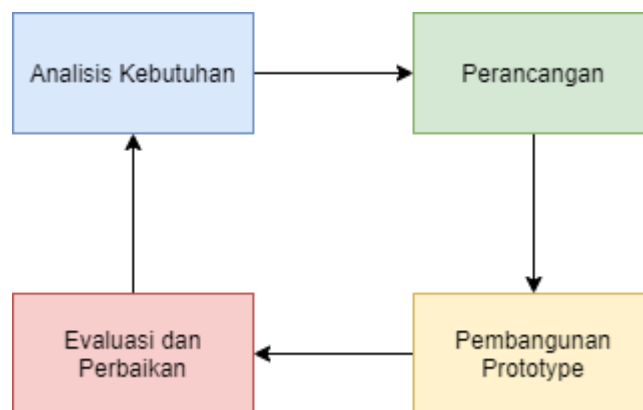 Analisis Kebutuhan
Perancangan
Evaluasi dan
Perbaikan
Pembangunan
Prototype